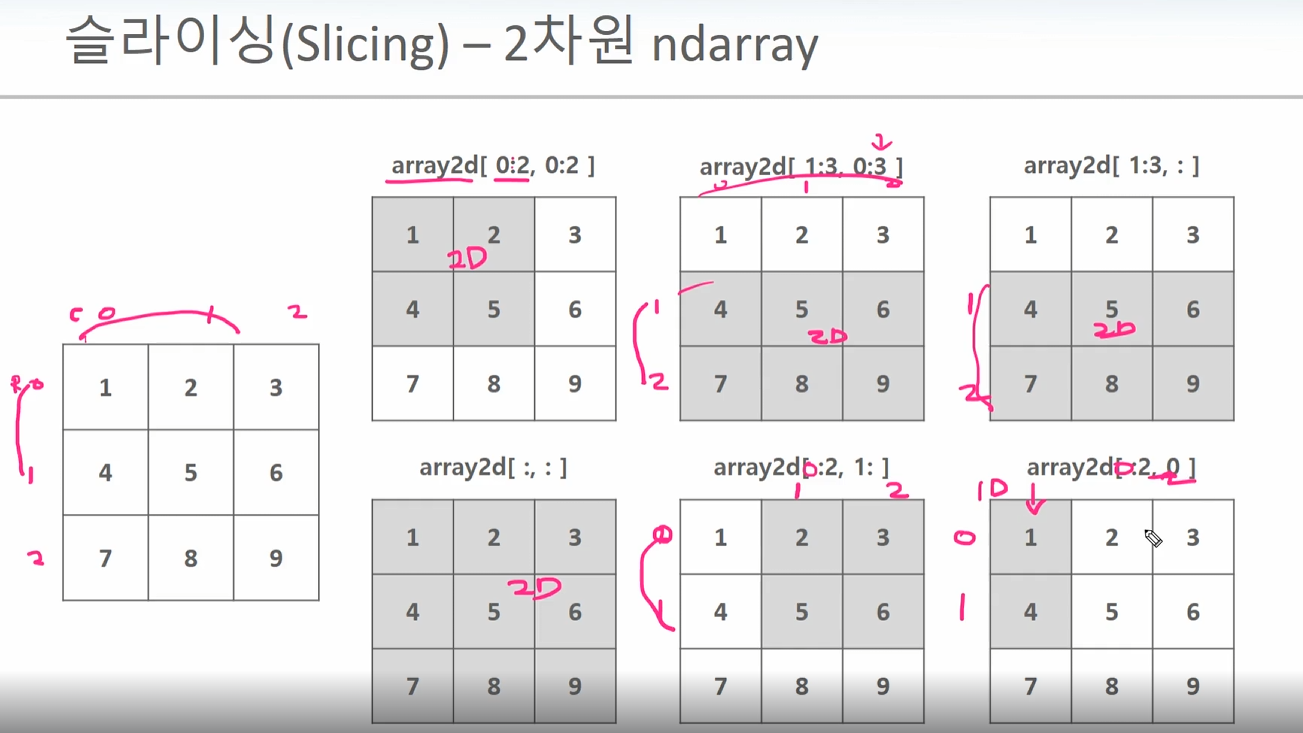 슬라이싱(Slicing) – 2차원 ndarray
array2d[ 0:2, 0:2 ]
1 2 3
4 5 6
7 8 9
2D
array2d[ 1:3, 0:3 ]
0 1 2
1 2 3
4 5 6
7 8 9
1
2
2D
array2d[ 1:3, : ]
1 2 3
4 5 6
7 8 9
1
2
2D
C 0 1 2
R 0
1
2
1 2 3
4 5 6
7 8 9
array2d[ :, : ]
1 2 3
4 5 6
7 8 9
2D
array2d[ 0:2, 1: ]
1 2
1 2 3
4 5 6
7 8 9
0
1
array2d[ 0:2, 0 ]
1D
0
1
1 2 3
4 5 6
7 8 9